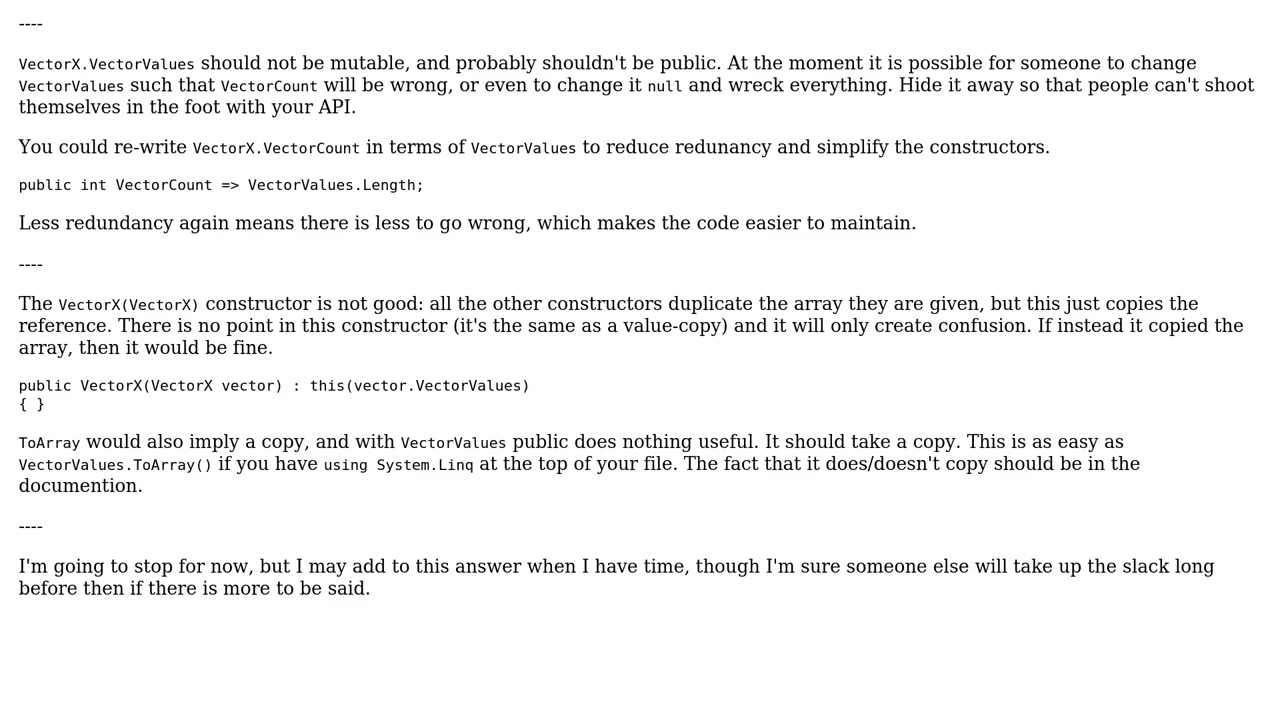 ----
VectorX.VectorValues should not be mutable, and probably shouldn't be public. At the moment it is possible for someone to change
VectorValues such that VectorCount will be wrong, or even to change it null and wreck everything. Hide it away so that people can't shoot
themselves in the foot with your API.
You could re-write VectorX.VectorCount in terms of VectorValues to reduce redunancy and simplify the constructors.
public int VectorCount => VectorValues.Length;
Less redundancy again means there is less to go wrong, which makes the code easier to maintain.
----
The VectorX(VectorX) constructor is not good: all the other constructors duplicate the array they are given, but this just copies the
reference. There is no point in this constructor (it's the same as a value-copy) and it will only create confusion. If instead it copied the
array, then it would be fine.
public VectorX(VectorX vector) : this(vector.VectorValues)
{ }
ToArray would also imply a copy, and with VectorValues public does nothing useful. It should take a copy. This is as easy as
VectorValues.ToArray() if you have using System.Linq at the top of your file. The fact that it does/doesn't copy should be in the
documention.
----
I'm going to stop for now, but I may add to this answer when I have time, though I'm sure someone else will take up the slack long
before then if there is more to be said.